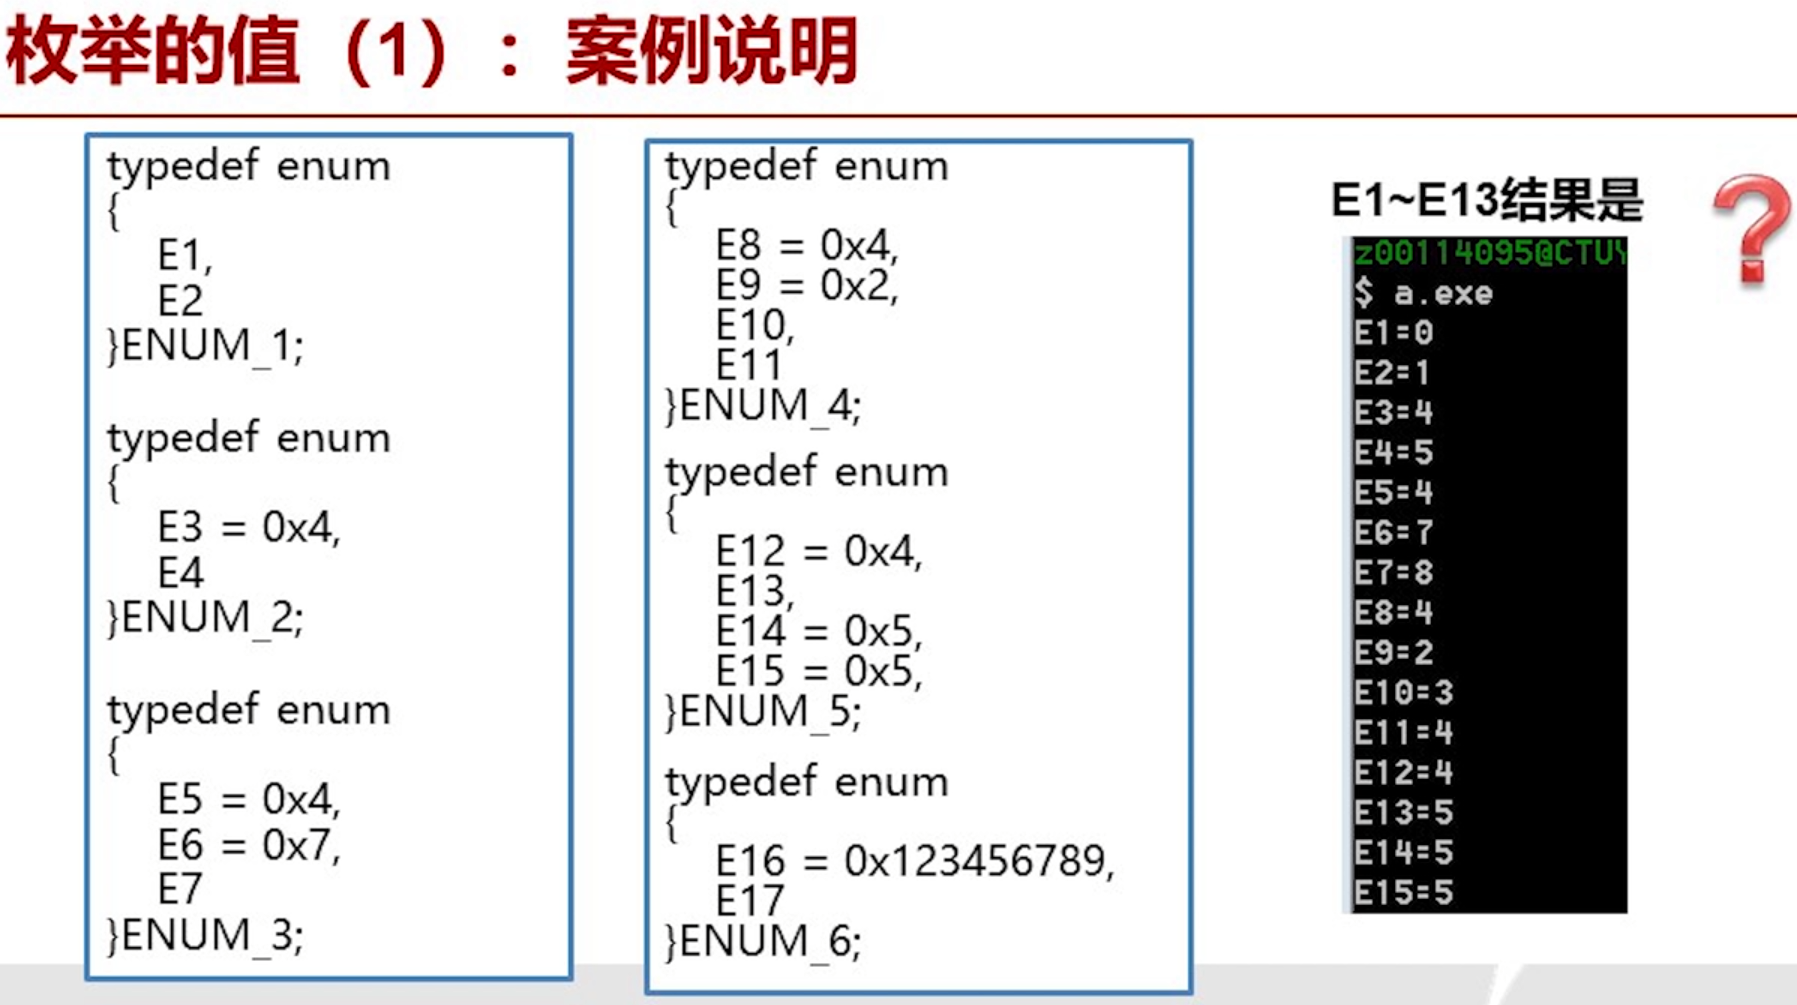 枚举的值（1）：案例说明
typedef enum
{
E1,
E2
}ENUM_1;
typedef enum
{
E3 = 0x4,
E4
}ENUM_2;
typedef enum
{
E5 = 0x4,
E6 = 0x7,
E7
}ENUM_3;
typedef enum
{
E8 = 0x4,
E9 = 0x2,
E10,
E11
}ENUM_4;
typedef enum
{
E12 = 0x4,
E13,
E14 = 0x5,
E15 = 0x5,
}ENUM_5;
typedef enum
{
E16 = 0x123456789,
E17
}ENUM_6;
E1~E13结果是
?
z00114095@CTUY
$ a.exe
E1=0
E2=1
E3=4
E4=5
E5=4
E6=7
E7=8
E8=4
E9=2
E10=3
E11=4
E12=4
E13=5
E14=5
E15=5